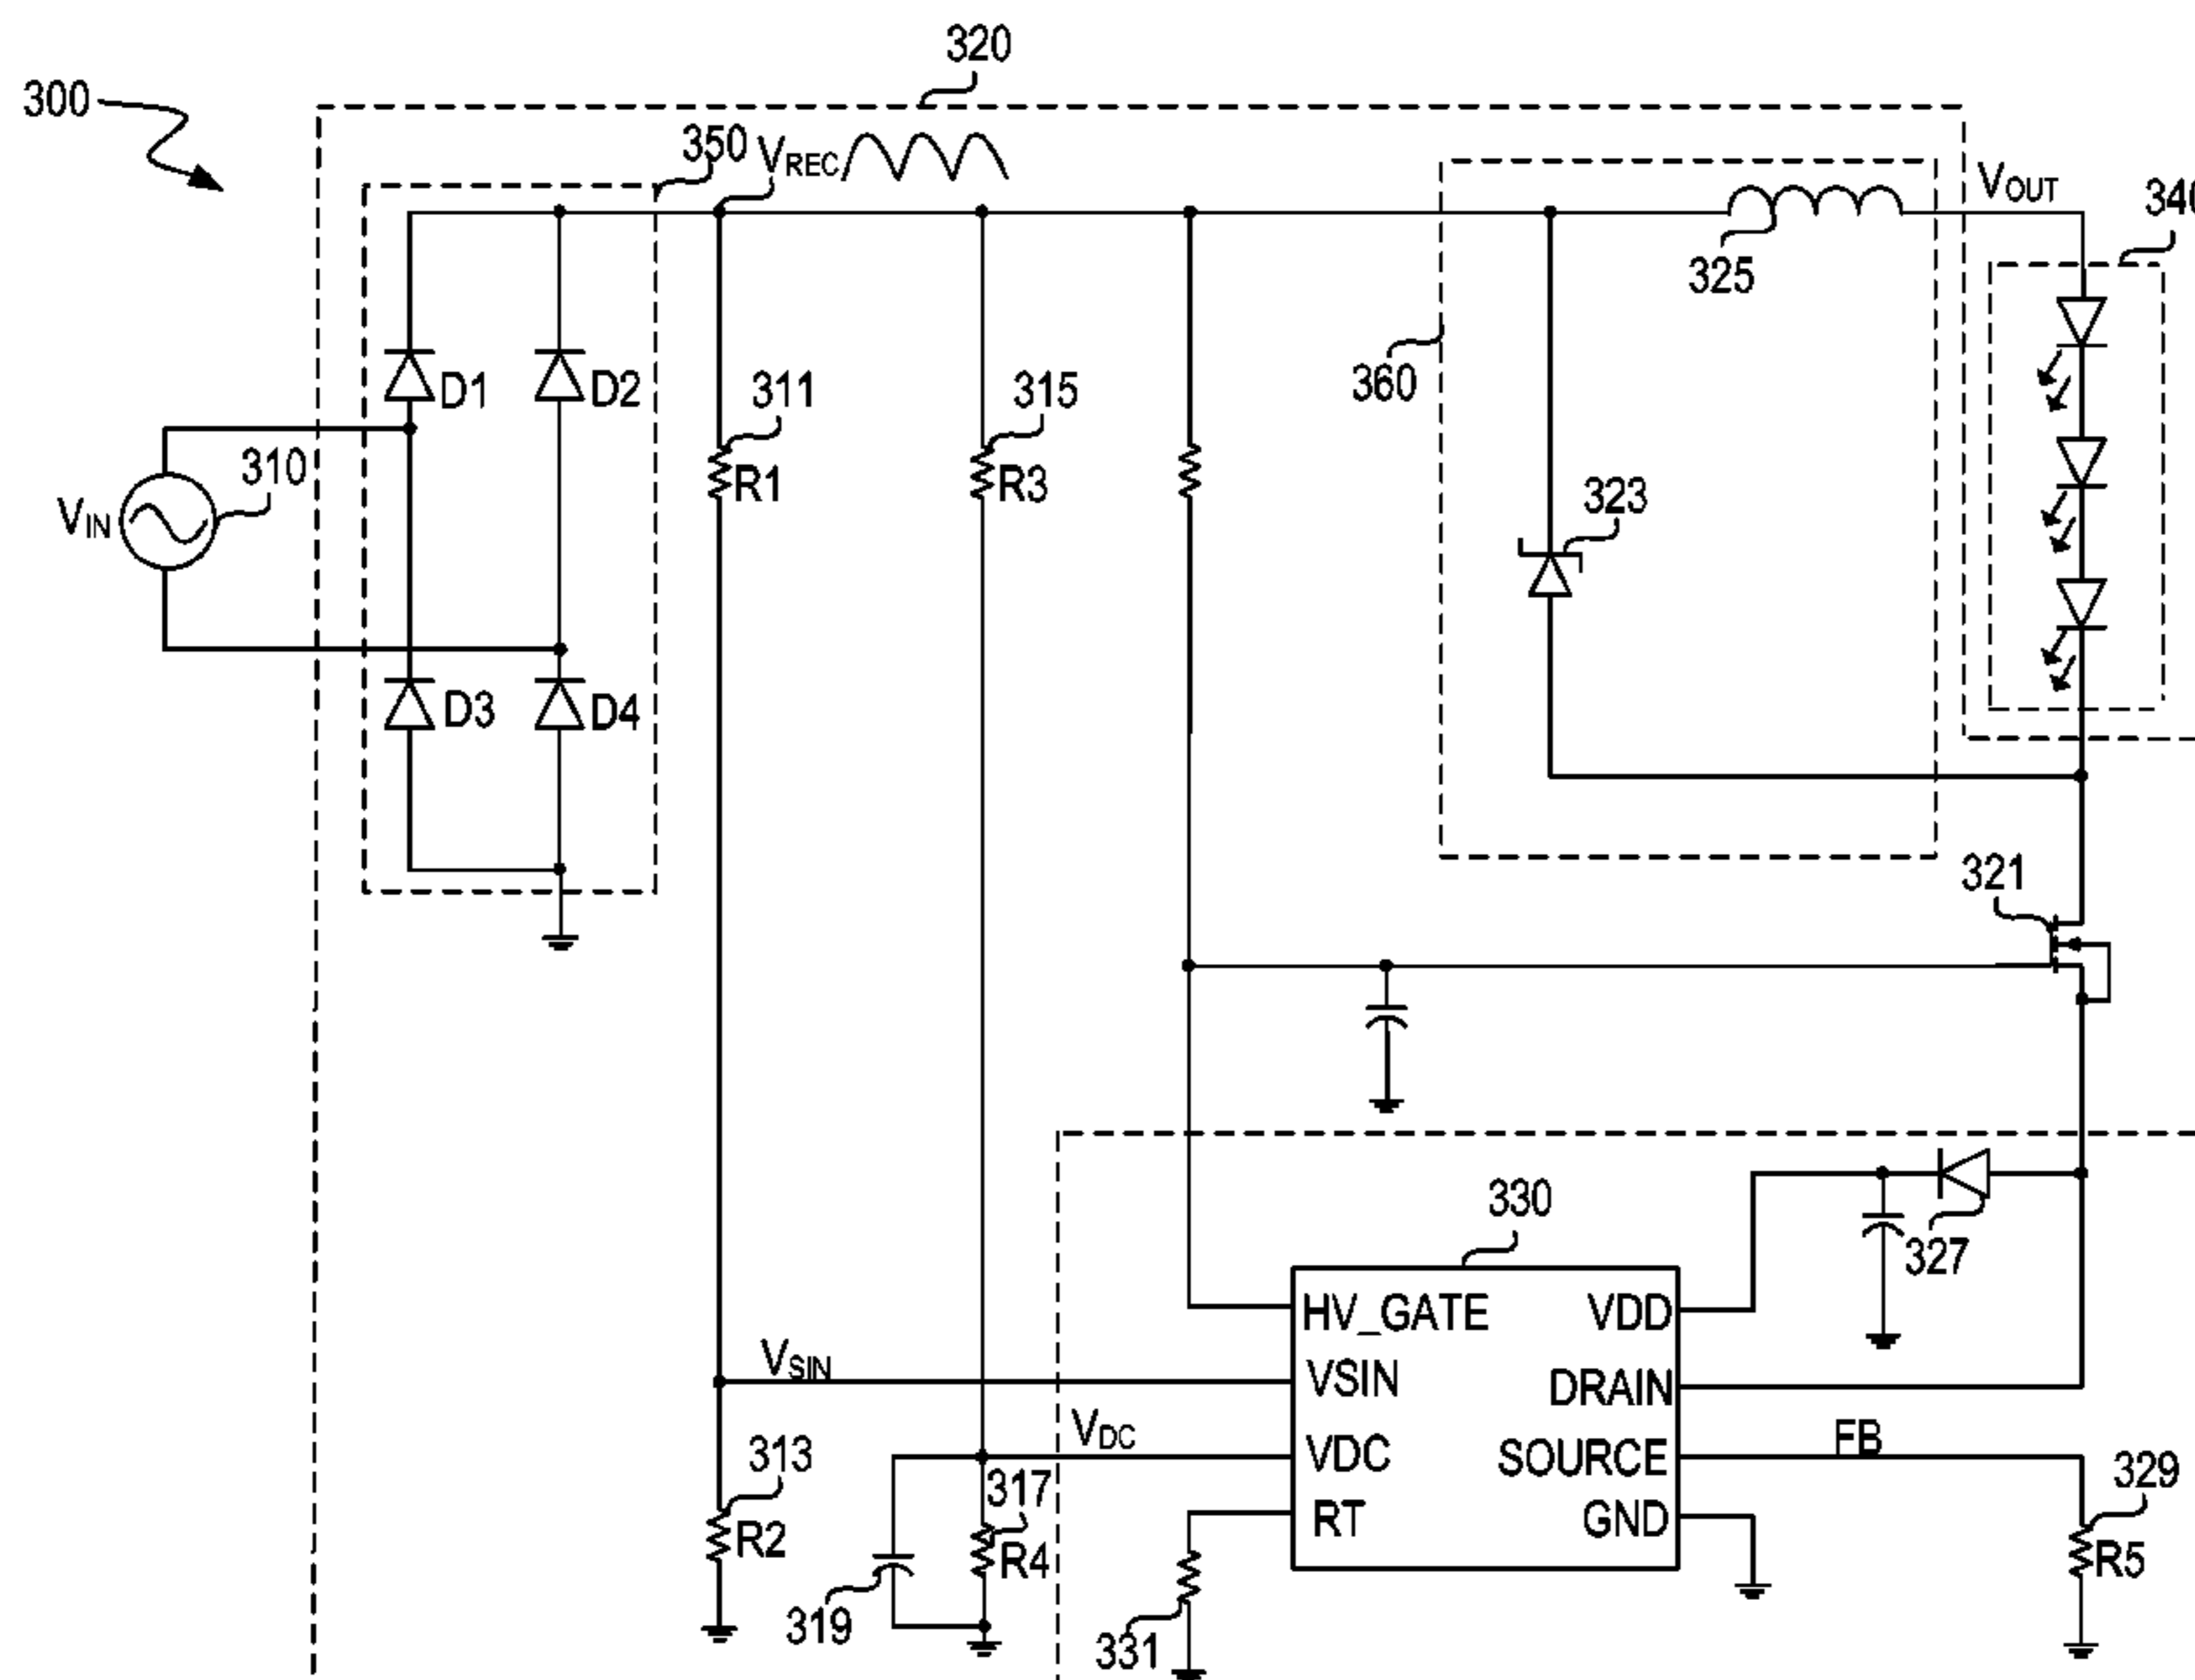 320
300
350
VREC
VOUT
340
325
D1
D2
311
315
360
R1
R3
310
VIN
323
D3
D4
321
330
327
HV_GATE
VDD
VSIN
VSIN
DRAIN
VDC
FB
313
VDC
SOURCE
329
317
R2
R4
RT
GND
R5
319
331